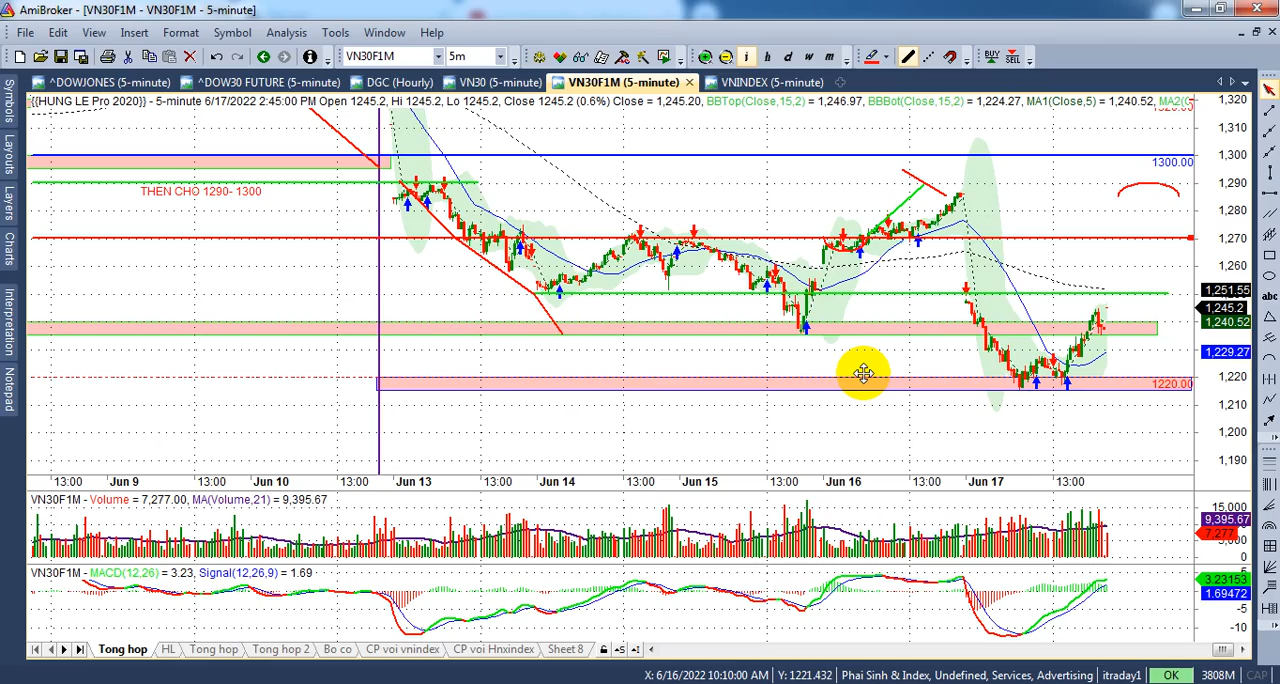 AmiBroker - [VN30F1M - VN30F1M - 5-minute]
File Edit View Insert Format Symbol Analysis Tools Window Help
VN30F1M 5m i h d w m BUY SELL
^DOWJONES (5-minute) ^DOW30 FUTURE (5-minute) DGC (Hourly) VN30 (5-minute) VN30F1M (5-minute) VNINDEX (5-minute)
{{HUNG LE Pro 2020}} - 5-minute 6/17/2022 2:45:00 PM Open 1245.2, Hi 1245.2, Lo 1245.2, Close 1245.2 (0.6%) Close = 1,245.20, BBTop(Close,15,2) = 1,246.97, BBBot(Close,15,2) = 1,224.27, MA1(Close,5) = 1,240.52, MA2(C
Symbols
Layouts
Layers
Charts
Interpretation
Notepad
abc
1,320
1,310
1,300
1300.00
THEN CHO 1290- 1300
1,290
1,280
1,270
1,260
1,251.55
1,245.2
1,240.52
1,229.27
1,220
1220.00
1,210
1,200
1,190
13:00 Jun 9 13:00 Jun 10 13:00 Jun 13 13:00 Jun 14 13:00 Jun 15 13:00 Jun 16 13:00 Jun 17 13:00
VN30F1M - Volume = 7,277.00, MA(Volume,21) = 9,395.67
15,000
9,395.67
7,277
0
VN30F1M - MACD(12,26) = 3.23, Signal(12,26,9) = 1.69
3.23153
1.69472
-5
-10
Tong hop HL Tong hop Tong hop 2 Bo co CP voi vnindex CP voi Hnxindex Sheet 8
X: 6/16/2022 10:10:00 AM Y: 1221.432 Phai Sinh & Index, Undefined, Services, Advertising itraday1 OK 3808M CAP